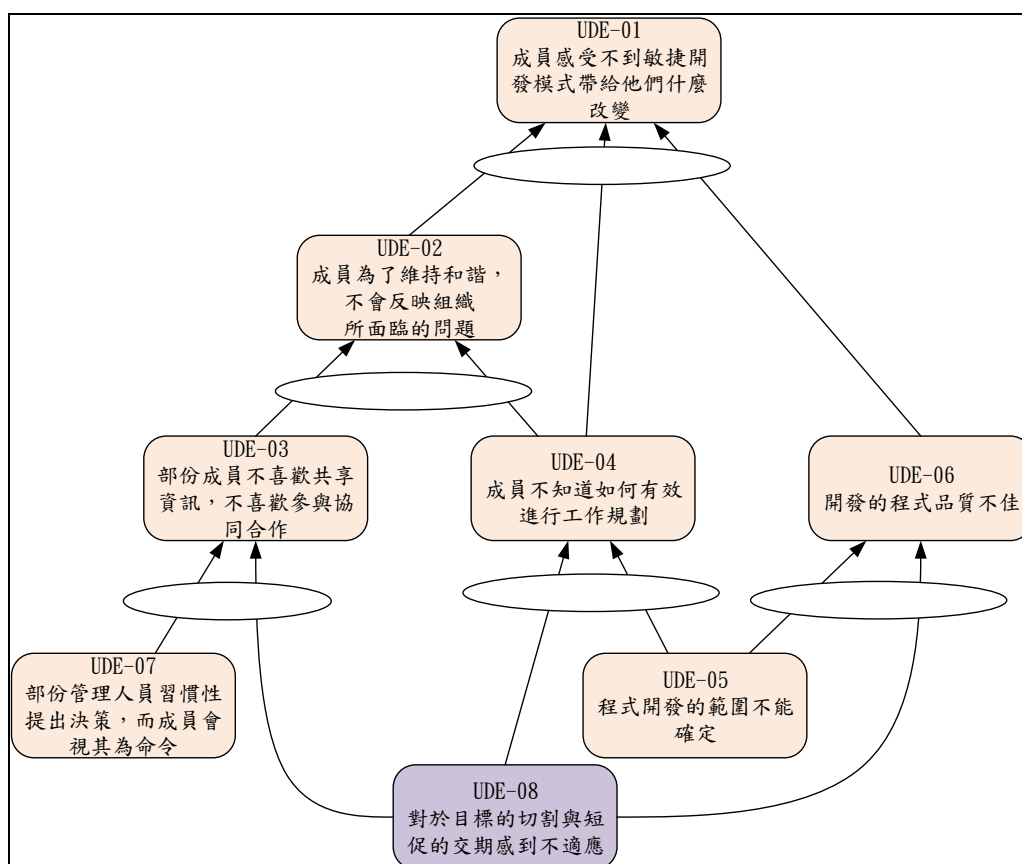 UDE-01
成員感受不到敏捷開
發模式帶給他們什麼
改變
UDE-02
成員為了維持和諧，
不會反映組織
所面臨的問題
UDE-03
部份成員不喜歡共享
資訊，不喜歡參與協
同合作
UDE-04
成員不知道如何有效
進行工作規劃
UDE-06
開發的程式品質不佳
UDE-07
部份管理人員習慣性
提出決策，而成員會
視其為命令
UDE-05
程式開發的範圍不能
確定
UDE-08
對於目標的切割與短
促的交期感到不適應